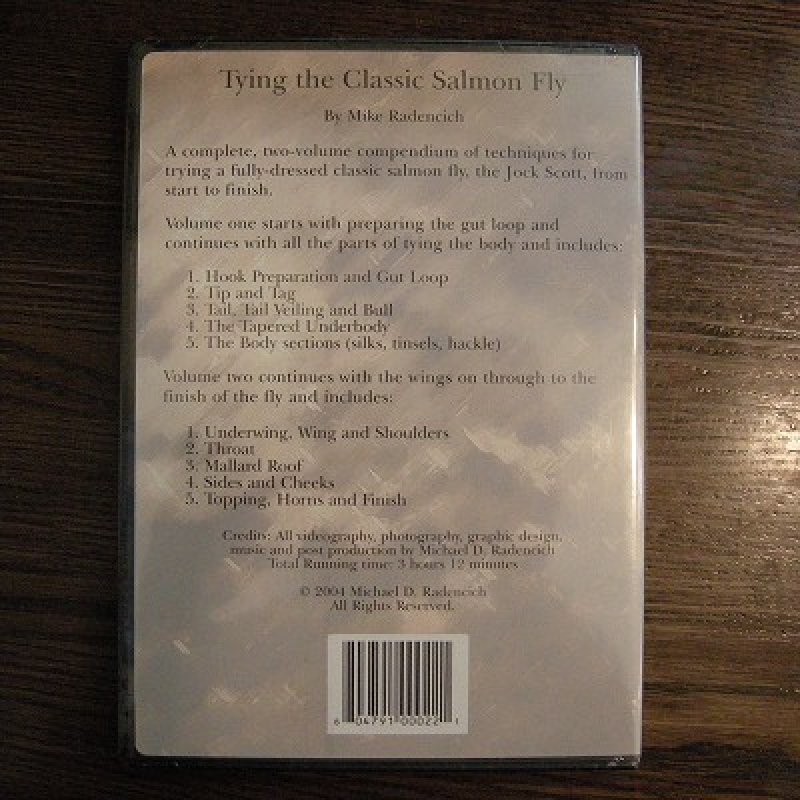 Tying the Classic Salmon Fly
By Mike Radencich
A complete, two-volume compendium of techniques for
trying a fully-dressed classic salmon fly, the Jock Scott, from
start to finish.
Volume one starts with preparing the gut loop and
continues with all the parts of tying the body and includes:
1. Hook Preparation and Gut Loop
2. Tip and Tag
3. Tail, Tail Veiling and Butt
4. The Tapered Underbody
5. The Body sections (silks, tinsels, hackle)
Volume two continues with the wings on through to the
finish of the fly and includes:
1. Underwing, Wing and Shoulders
2. Throat
3. Mallard Roof
4. Sides and Cheeks
5. Topping, Horns and Finish
Credits: All videography, photography, graphic design,
music and post production by Michael D. Radencich
Total Running time: 3 hours 12 minutes
© 2004 Michael D. Radencich
All Rights Reserved.
6 04791 00022 1